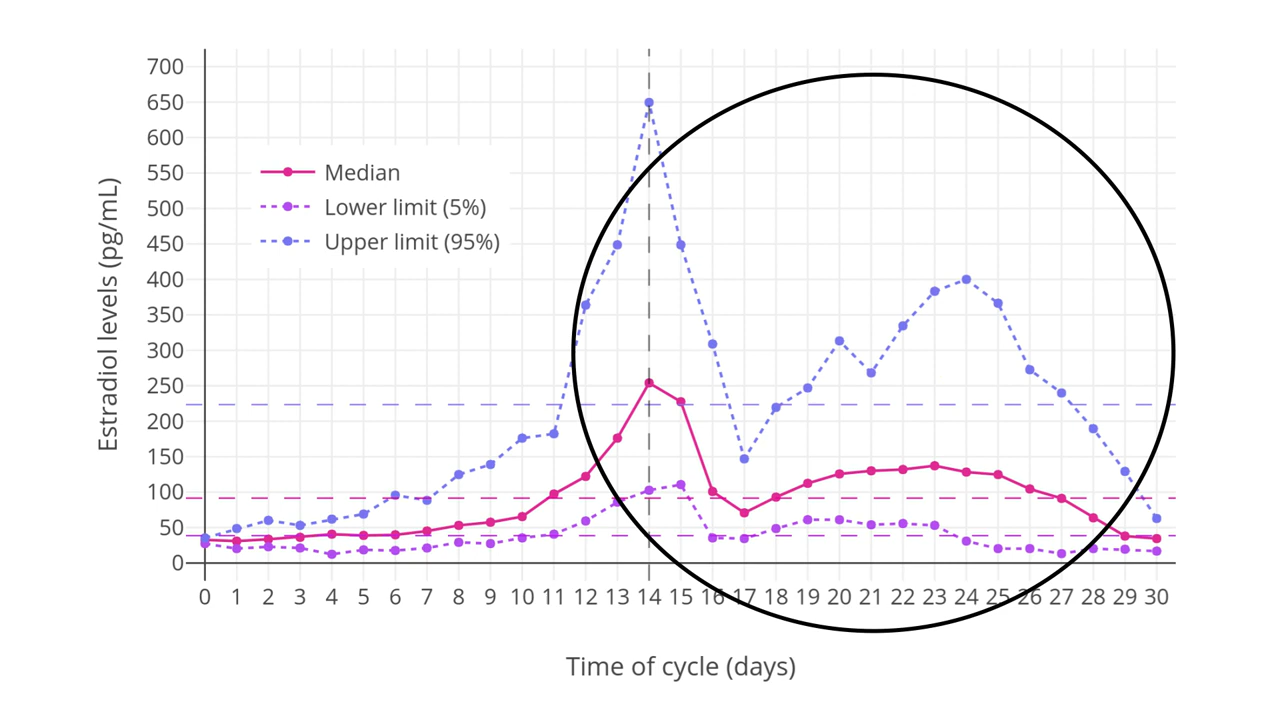 700
650
600
550
500
450
400
350
300
250
200
150
100
50
0
Estradiol levels (pg/mL)
Median
Lower limit (5%)
Upper limit (95%)
0 1 2 3 4 5 6 7 8 9 10 11 12 13 14 15 16 17 18 19 20 21 22 23 24 25 26 27 28 29 30
Time of cycle (days)